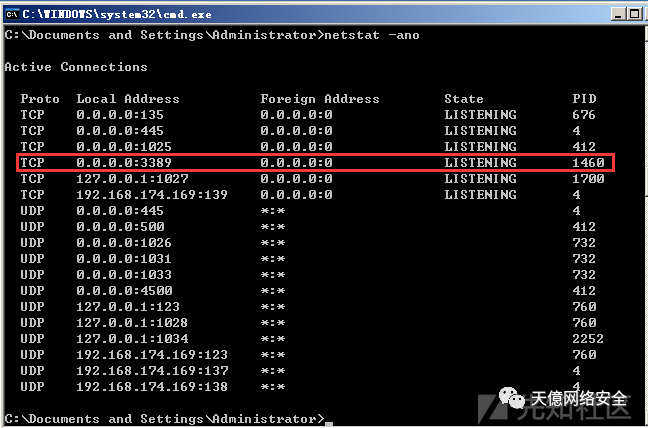 C:\WINDOWS\system32\cmd.exe
C:\Documents and Settings\Administrator>netstat -ano
Active Connections
Proto Local Address Foreign Address State PID
TCP 0.0.0.0:135 0.0.0.0:0 LISTENING 676
TCP 0.0.0.0:445 0.0.0.0:0 LISTENING 4
TCP 0.0.0.0:1025 0.0.0.0:0 LISTENING 412
TCP 0.0.0.0:3389 0.0.0.0:0 LISTENING 1460
TCP 127.0.0.1:1027 0.0.0.0:0 LISTENING 1700
TCP 192.168.174.169:139 0.0.0.0:0 LISTENING 4
UDP 0.0.0.0:445 *:* 4
UDP 0.0.0.0:500 *:* 412
UDP 0.0.0.0:1026 *:* 732
UDP 0.0.0.0:1031 *:* 732
UDP 0.0.0.0:1033 *:* 732
UDP 0.0.0.0:4500 *:* 412
UDP 127.0.0.1:123 *:* 760
UDP 127.0.0.1:1028 *:* 760
UDP 127.0.0.1:1034 *:* 2252
UDP 192.168.174.169:123 *:* 760
UDP 192.168.174.169:137 *:* 4
UDP 192.168.174.169:138 *:* 4
天億网络安全
先知社区
C:\Documents and Settings\Administrator>